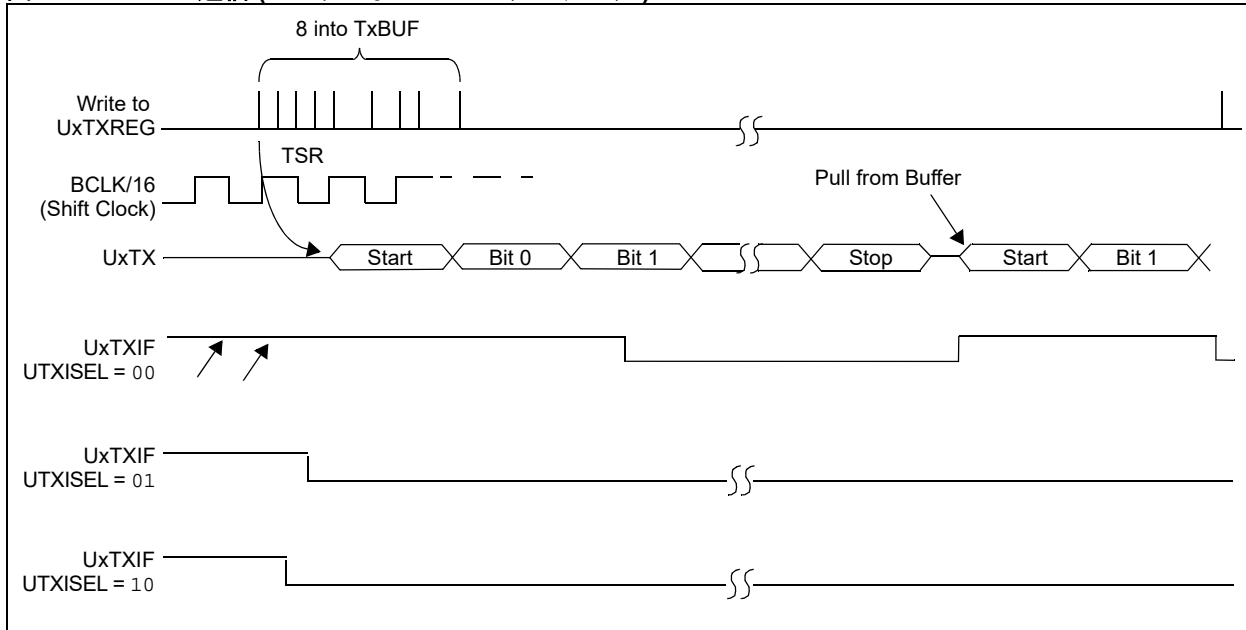 8 into TxBUF
Write to
UxTXREG
TSR
BCLK/16
(Shift Clock)
Pull from Buffer
UxTX
Start
Bit 0
Bit 1
Stop
Start
Bit 1
UxTXIF
UTXISEL = 00
UxTXIF
UTXISEL = 01
UxTXIF
UTXISEL = 10